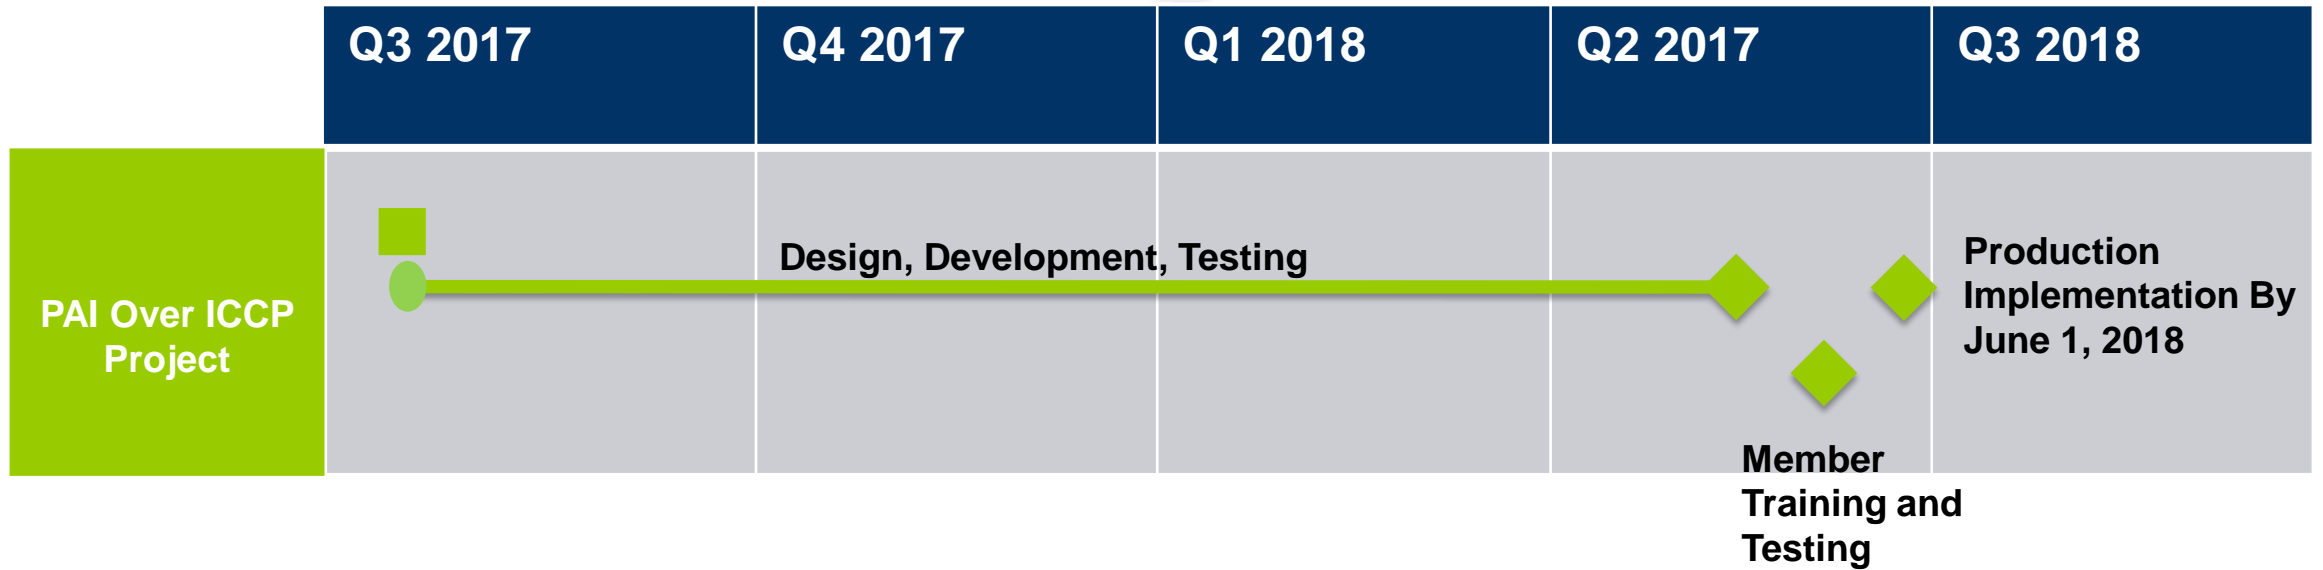 Q3 2017
Q4 2017
Q1 2018
Q2 2017
Q3 2018
PAI Over ICCP
Project
Design, Development, Testing
Production
Implementation By
June 1, 2018
Member
Training and
Testing